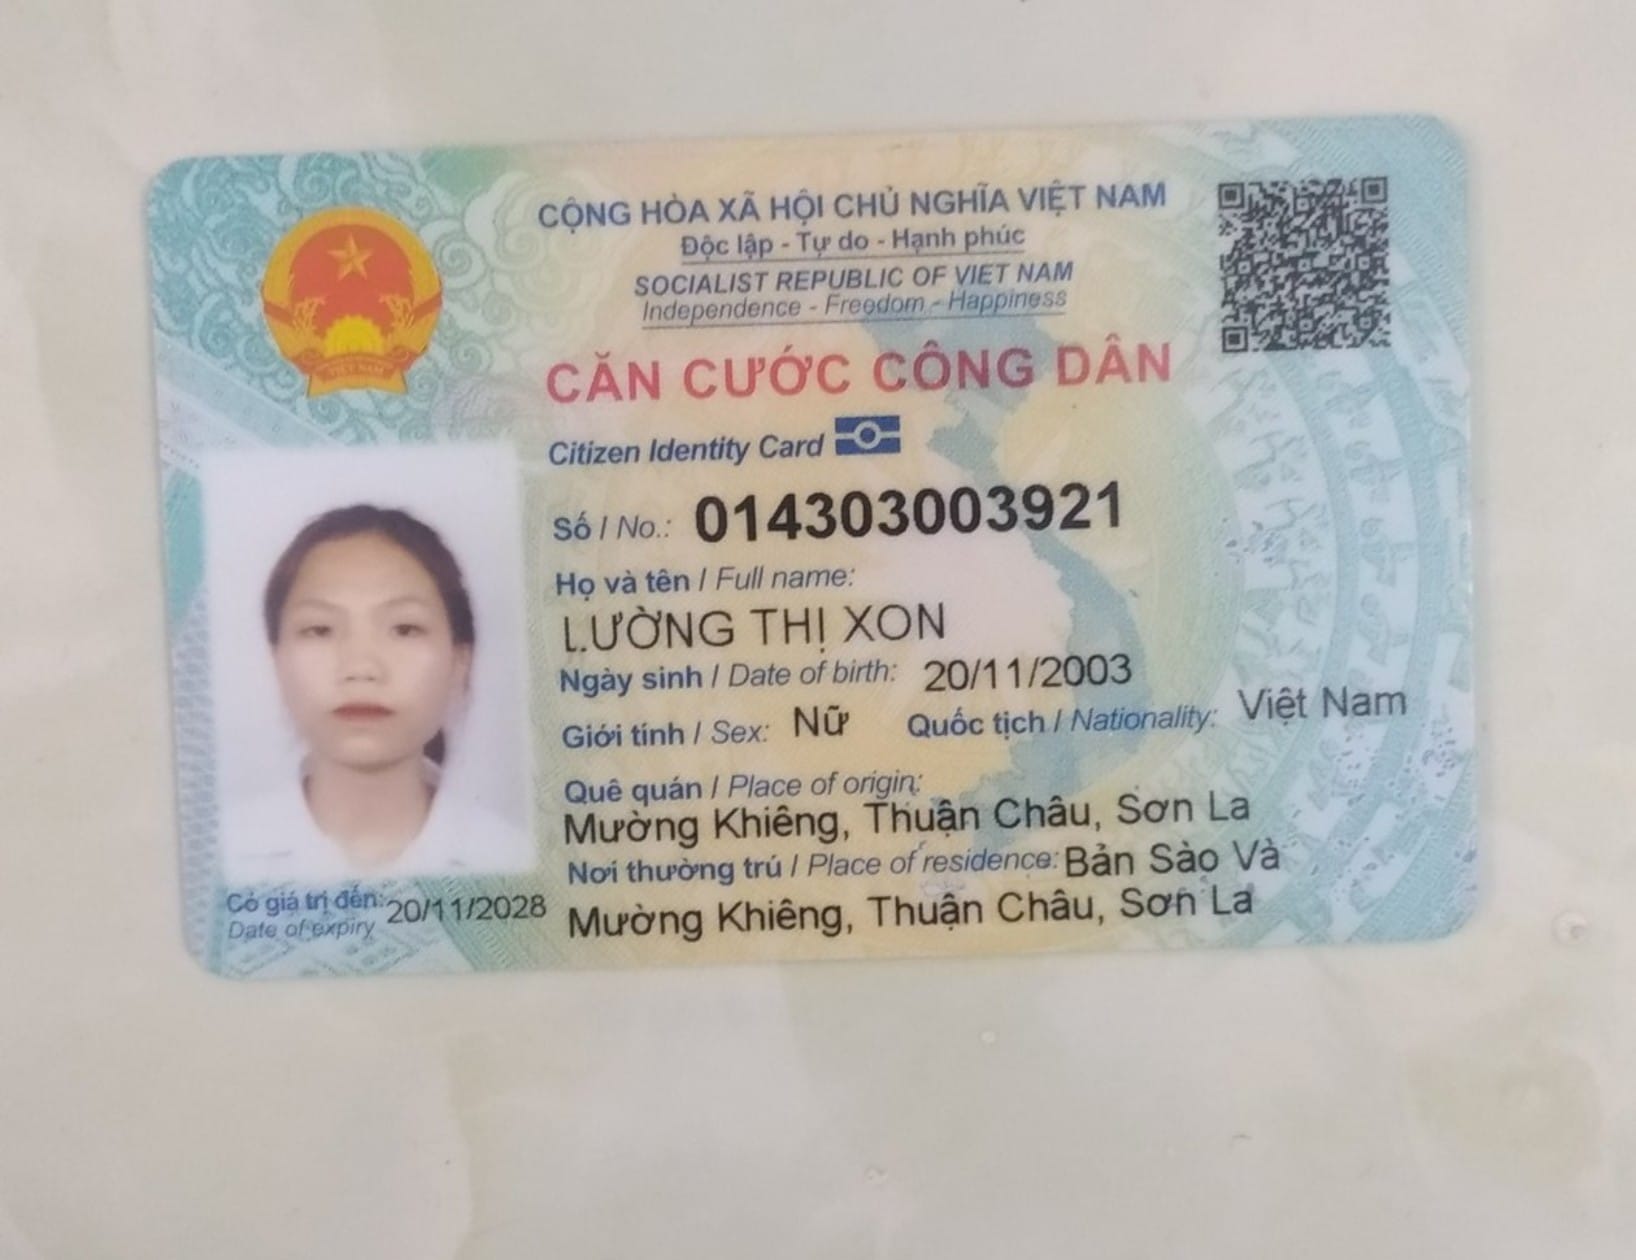 CỘNG HÒA XÃ HỘI CHỦ NGHĨA VIỆT NAM
Độc lập - Tự do - Hạnh phúc
SOCIALIST REPUBLIC OF VIET NAM
Independence - Freedom - Happiness
CĂN CƯỚC CÔNG DÂN
Citizen Identity Card
Số / No.: 014303003921
Họ và tên / Full name:
LƯỜNG THỊ XON
Ngày sinh / Date of birth: 20/11/2003
Giới tính / Sex: Nữ Quốc tịch / Nationality: Việt Nam
Quê quán / Place of origin:
Mường Khiêng, Thuận Châu, Sơn La
Nơi thường trú / Place of residence: Bản Sào Và
Mường Khiêng, Thuận Châu, Sơn La
Có giá trị đến: 20/11/2028
Date of expiry
VIỆT NAM